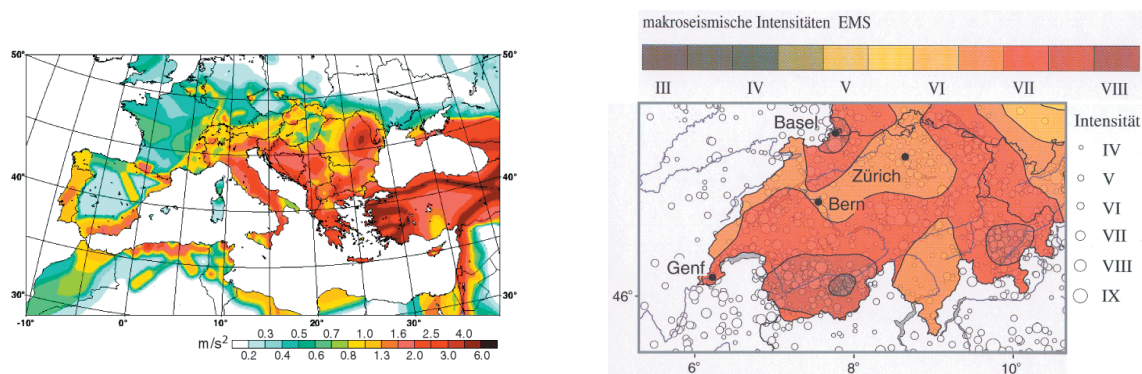 50° 50°
40° 40°
30° 30°
-10° 0° 10° 20° 30°
0.3 0.5 0.7 1.0 1.6 2.5 4.0
m/s²
0.2 0.4 0.6 0.8 1.3 2.0 3.0 6.0
makroseismische Intensitäten EMS
III IV V VI VII VIII
Basel
Zürich
Bern
Genf
46°
6° 8° 10°
Intensität
IV
V
VI
VII
VIII
IX